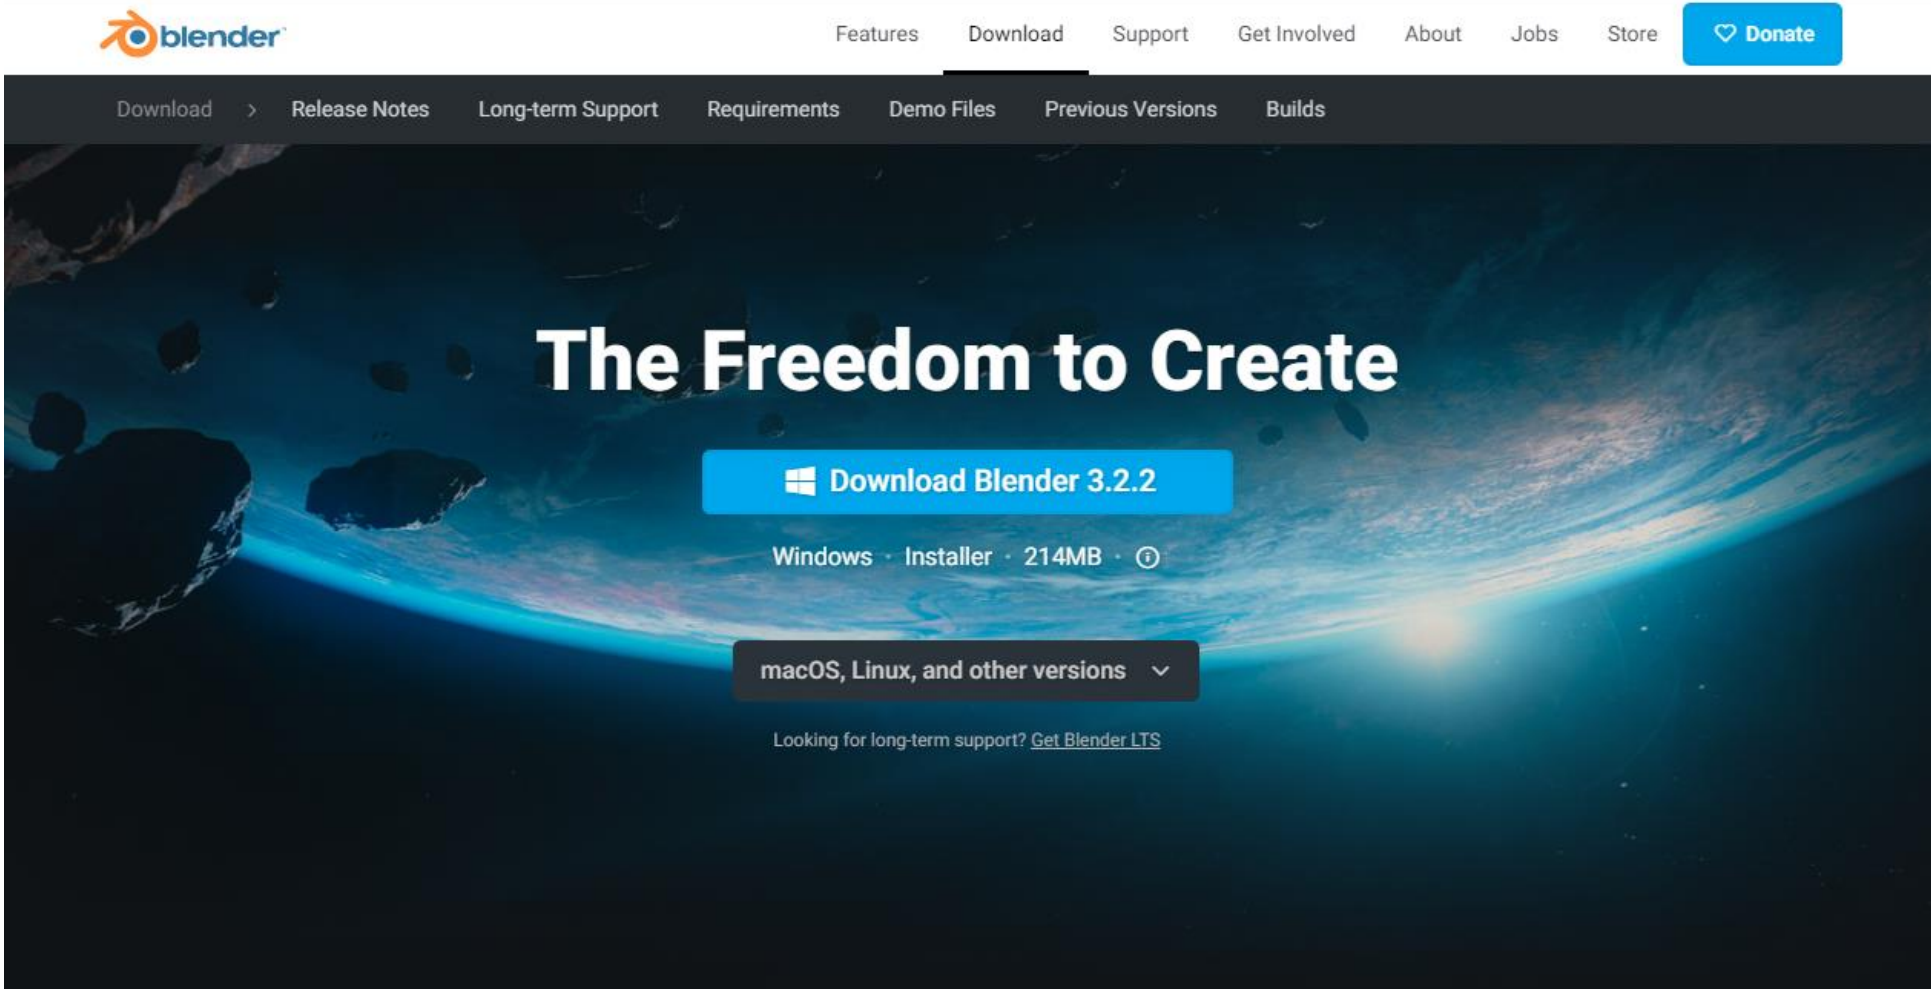 blender
Features Download Support Get Involved About Jobs Store Donate
Download > Release Notes Long-term Support Requirements Demo Files Previous Versions Builds
The Freedom to Create
Download Blender 3.2.2
Windows · Installer · 214MB ·
macOS, Linux, and other versions
Looking for long-term support? Get Blender LTS